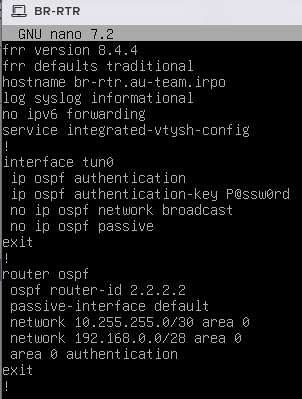 BR-RTR
GNU nano 7.2
frr version 8.4.4
frr defaults traditional
hostname br-rtr.au-team.irpo
log syslog informational
no ipv6 forwarding
service integrated-vtysh-config
!
interface tun0
 ip ospf authentication
 ip ospf authentication-key P@ssw0rd
 no ip ospf network broadcast
 no ip ospf passive
exit
!
router ospf
 ospf router-id 2.2.2.2
 passive-interface default
 network 10.255.255.0/30 area 0
 network 192.168.0.0/28 area 0
 area 0 authentication
exit
!